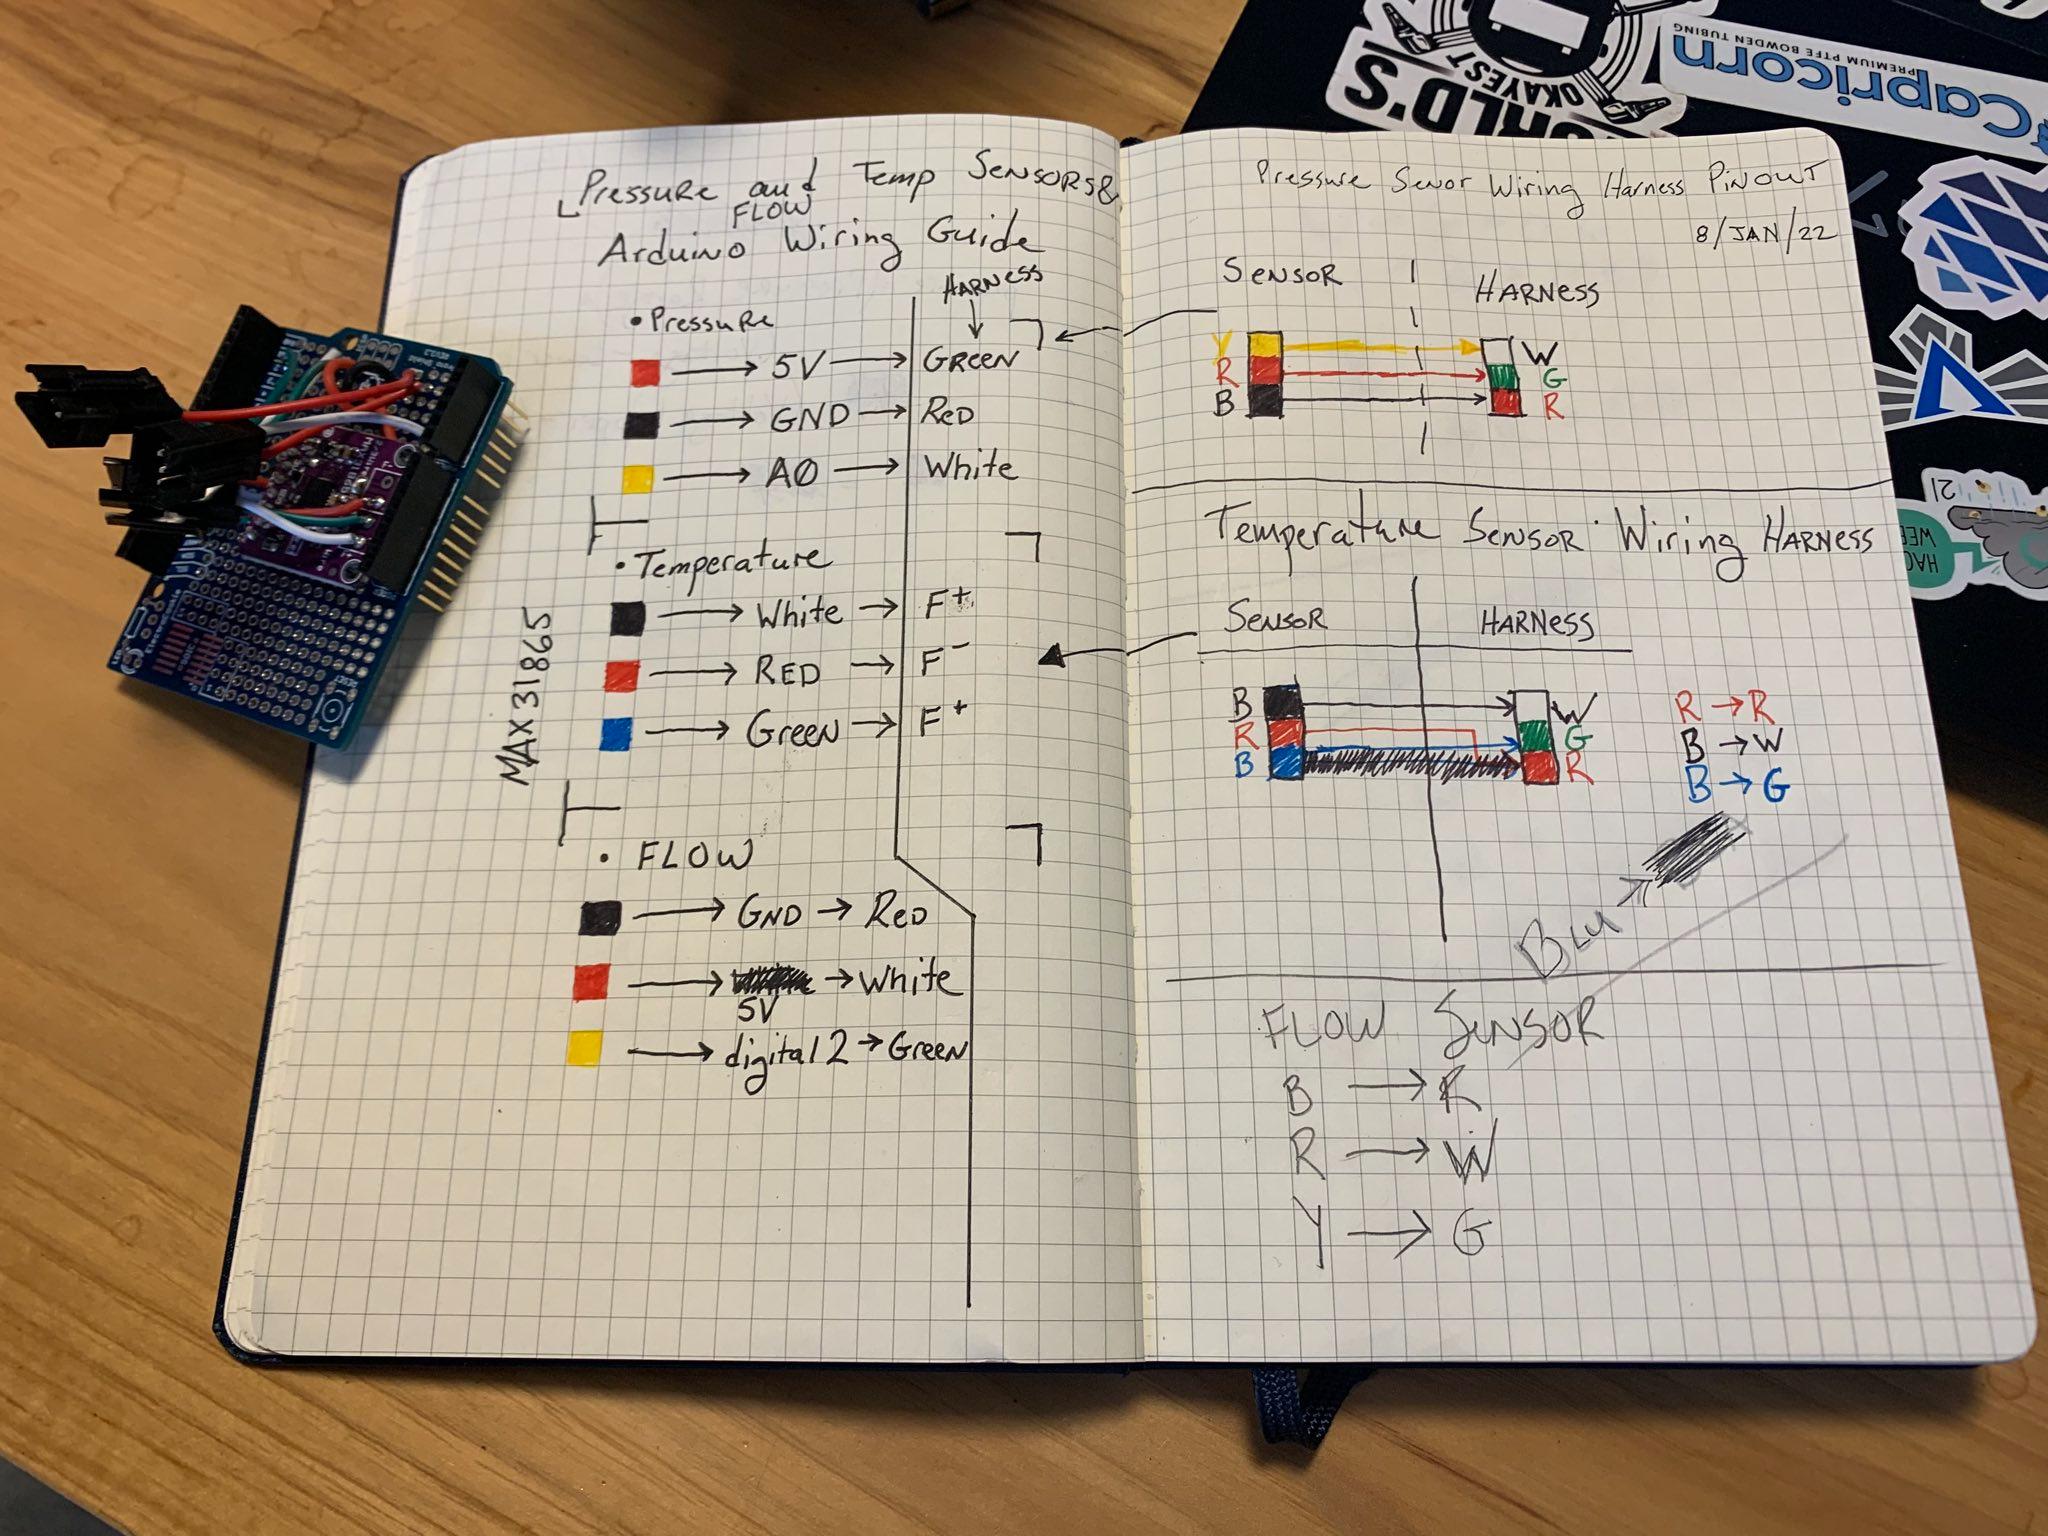 Pressure and Temp Sensors &
FLOW
Arduino Wiring Guide
HARNess
• Pressure
→ 5V → GREEN
→ GND → ReD
→ AØ → White
• Temperature
MAX31865
→ White → F+
→ RED → F-
→ Green → F+
• FLOW
→ GND → ReD
→ → White
5V
→ digital 2 → Green
Pressure Senor Wiring Harness PiNOUT
8/JAN/22
SeNsoR HARNess
Y W
R G
B R
Temperature SeNsoR Wiring HARNess
SeNsoR HARNess
B W
R G
B R
R → R
B → W
B → G
BLU →
FLOW SeNSOR
B → R
R → W
Y → G
WORLD'S
OKAYEST
Capricorn
PREMIUM PTFE BOWDEN TUBING
21